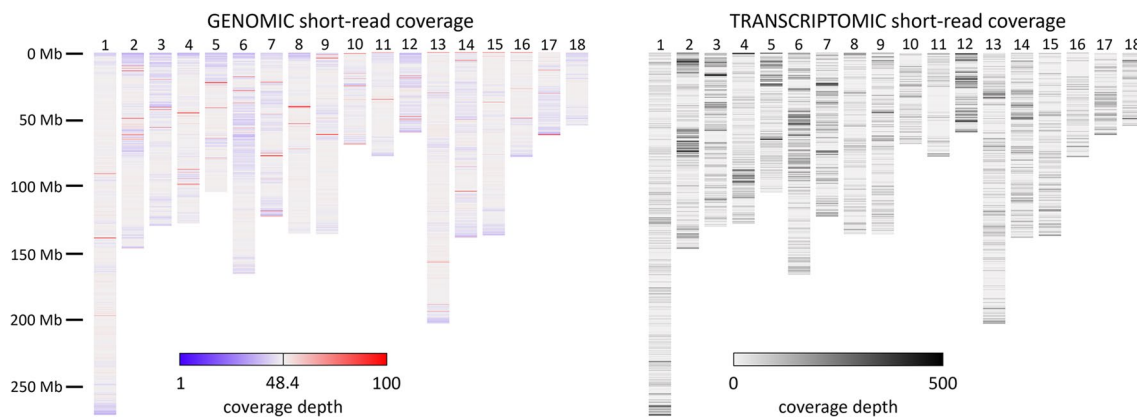 GENOMIC short-read coverage
TRANSCRIPTOMIC short-read coverage
0 Mb
50 Mb
100 Mb
150 Mb
200 Mb
250 Mb
1 2 3 4 5 6 7 8 9 10 11 12 13 14 15 16 17 18
1 48.4 100
coverage depth
1 2 3 4 5 6 7 8 9 10 11 12 13 14 15 16 17 18
0 500
coverage depth